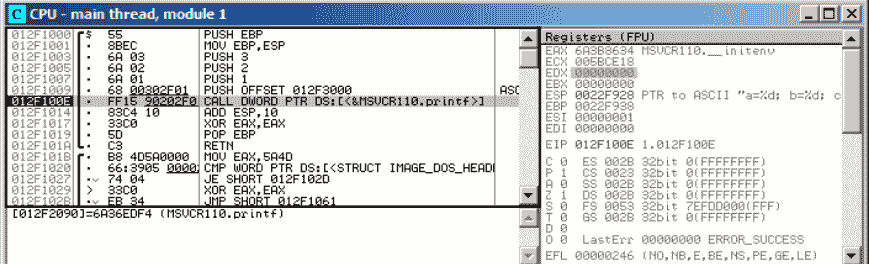 C CPU - main thread, module 1
012F1000 $ 55 PUSH EBP
012F1001 . 8BEC MOV EBP,ESP
012F1003 . 6A 03 PUSH 3
012F1005 . 6A 02 PUSH 2
012F1007 . 6A 01 PUSH 1
012F1009 . 68 00302F01 PUSH OFFSET 012F3000 ASC
012F100E . FF15 90202F0 CALL DWORD PTR DS:[<&MSVCR110.printf>]
012F1014 . 83C4 10 ADD ESP,10
012F1017 . 33C0 XOR EAX,EAX
012F1019 . 5D POP EBP
012F101A . C3 RETN
012F101B . B8 4D5A0000 MOV EAX,5A4D
012F1020 . 66:3905 0000 CMP WORD PTR DS:[<STRUCT IMAGE_DOS_HEAD
012F1027 . 74 04 JE SHORT 012F102D
012F1029 > 33C0 XOR EAX,EAX
012F102B . EB 34 JMP SHORT 012F1061
[012F2090]=6A36EDF4 (MSVCR110.printf)
Registers (FPU)
EAX 6A3B8634 MSVCR110.__initenv
ECX 005BCE18
EDX 00000000
EBX 00000000
ESP 0022F928 PTR to ASCII "a=%d; b=%d; c
EBP 0022F938
ESI 00000001
EDI 00000000
EIP 012F100E 1.012F100E
C 0 ES 002B 32bit 0(FFFFFFFF)
P 1 CS 0023 32bit 0(FFFFFFFF)
A 0 SS 002B 32bit 0(FFFFFFFF)
Z 1 DS 002B 32bit 0(FFFFFFFF)
S 0 FS 0053 32bit 7EFDD000(FFF)
T 0 GS 002B 32bit 0(FFFFFFFF)
D 0
O 0 LastErr 00000000 ERROR_SUCCESS
EFL 00000246 (NO,NB,E,BE,NS,PE,GE,LE)